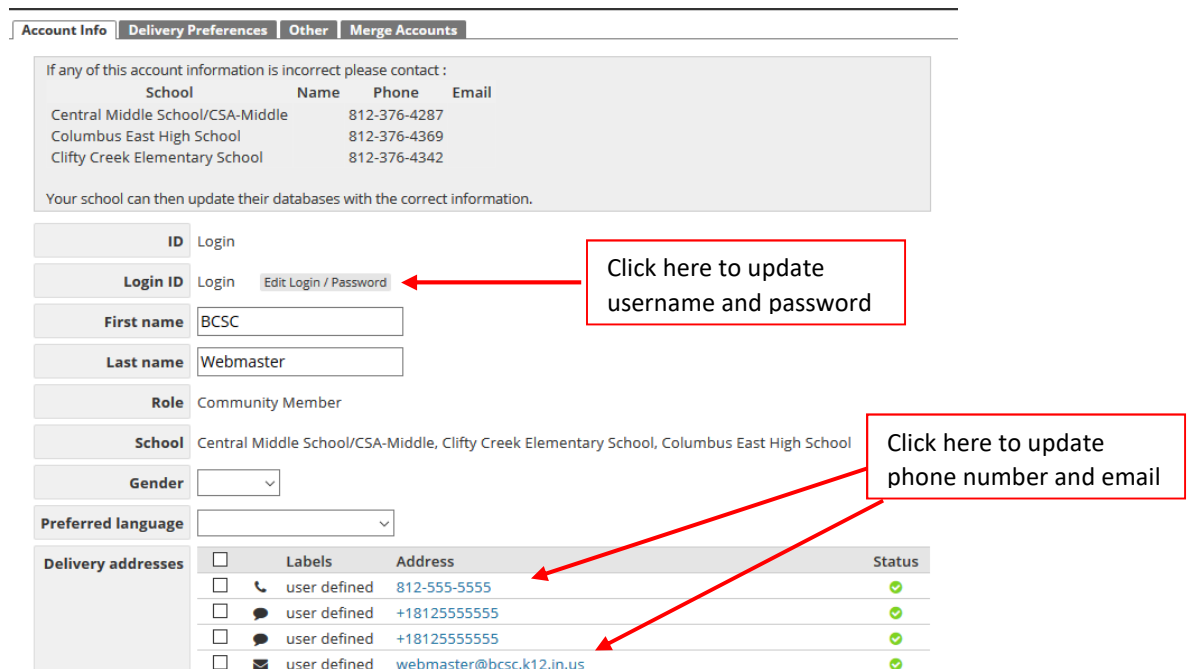 Account Info Delivery Preferences Other Merge Accounts
If any of this account information is incorrect please contact :
School Name Phone Email
Central Middle School/CSA-Middle 812-376-4287
Columbus East High School 812-376-4369
Clifty Creek Elementary School 812-376-4342
Your school can then update their databases with the correct information.
ID Login
Login ID Login Edit Login / Password
Click here to update
username and password
First name BCSC
Last name Webmaster
Role Community Member
School Central Middle School/CSA-Middle, Clifty Creek Elementary School, Columbus East High School
Click here to update
phone number and email
Gender
Preferred language
Delivery addresses Labels Address Status
user defined 812-555-5555
user defined +18125555555
user defined +18125555555
user defined webmaster@bcsc.k12.in.us